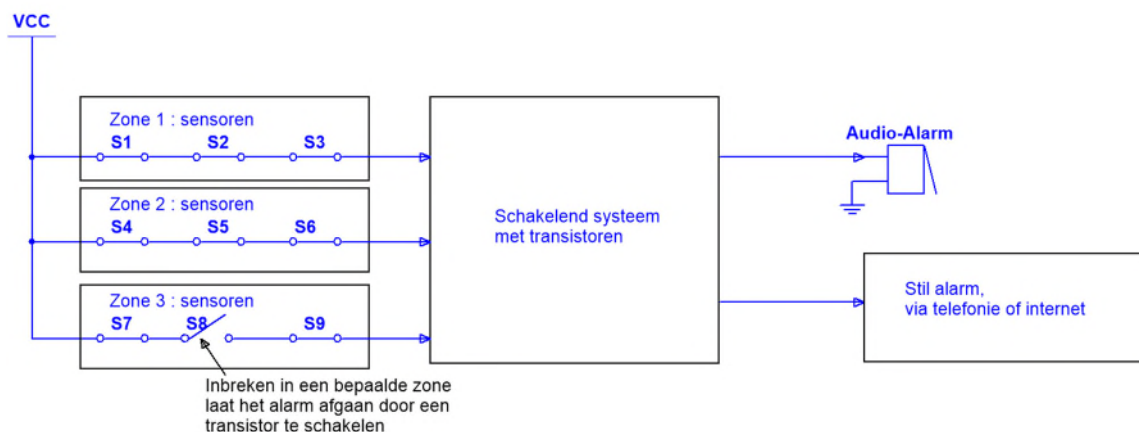 VCC
Zone 1 : sensoren
S1 S2 S3
Zone 2 : sensoren
S4 S5 S6
Zone 3 : sensoren
S7 S8 S9
Inbreken in een bepaalde zone
laat het alarm afgaan door een
transistor te schakelen
Schakelend systeem
met transistoren
Audio-Alarm
Stil alarm,
via telefonie of internet